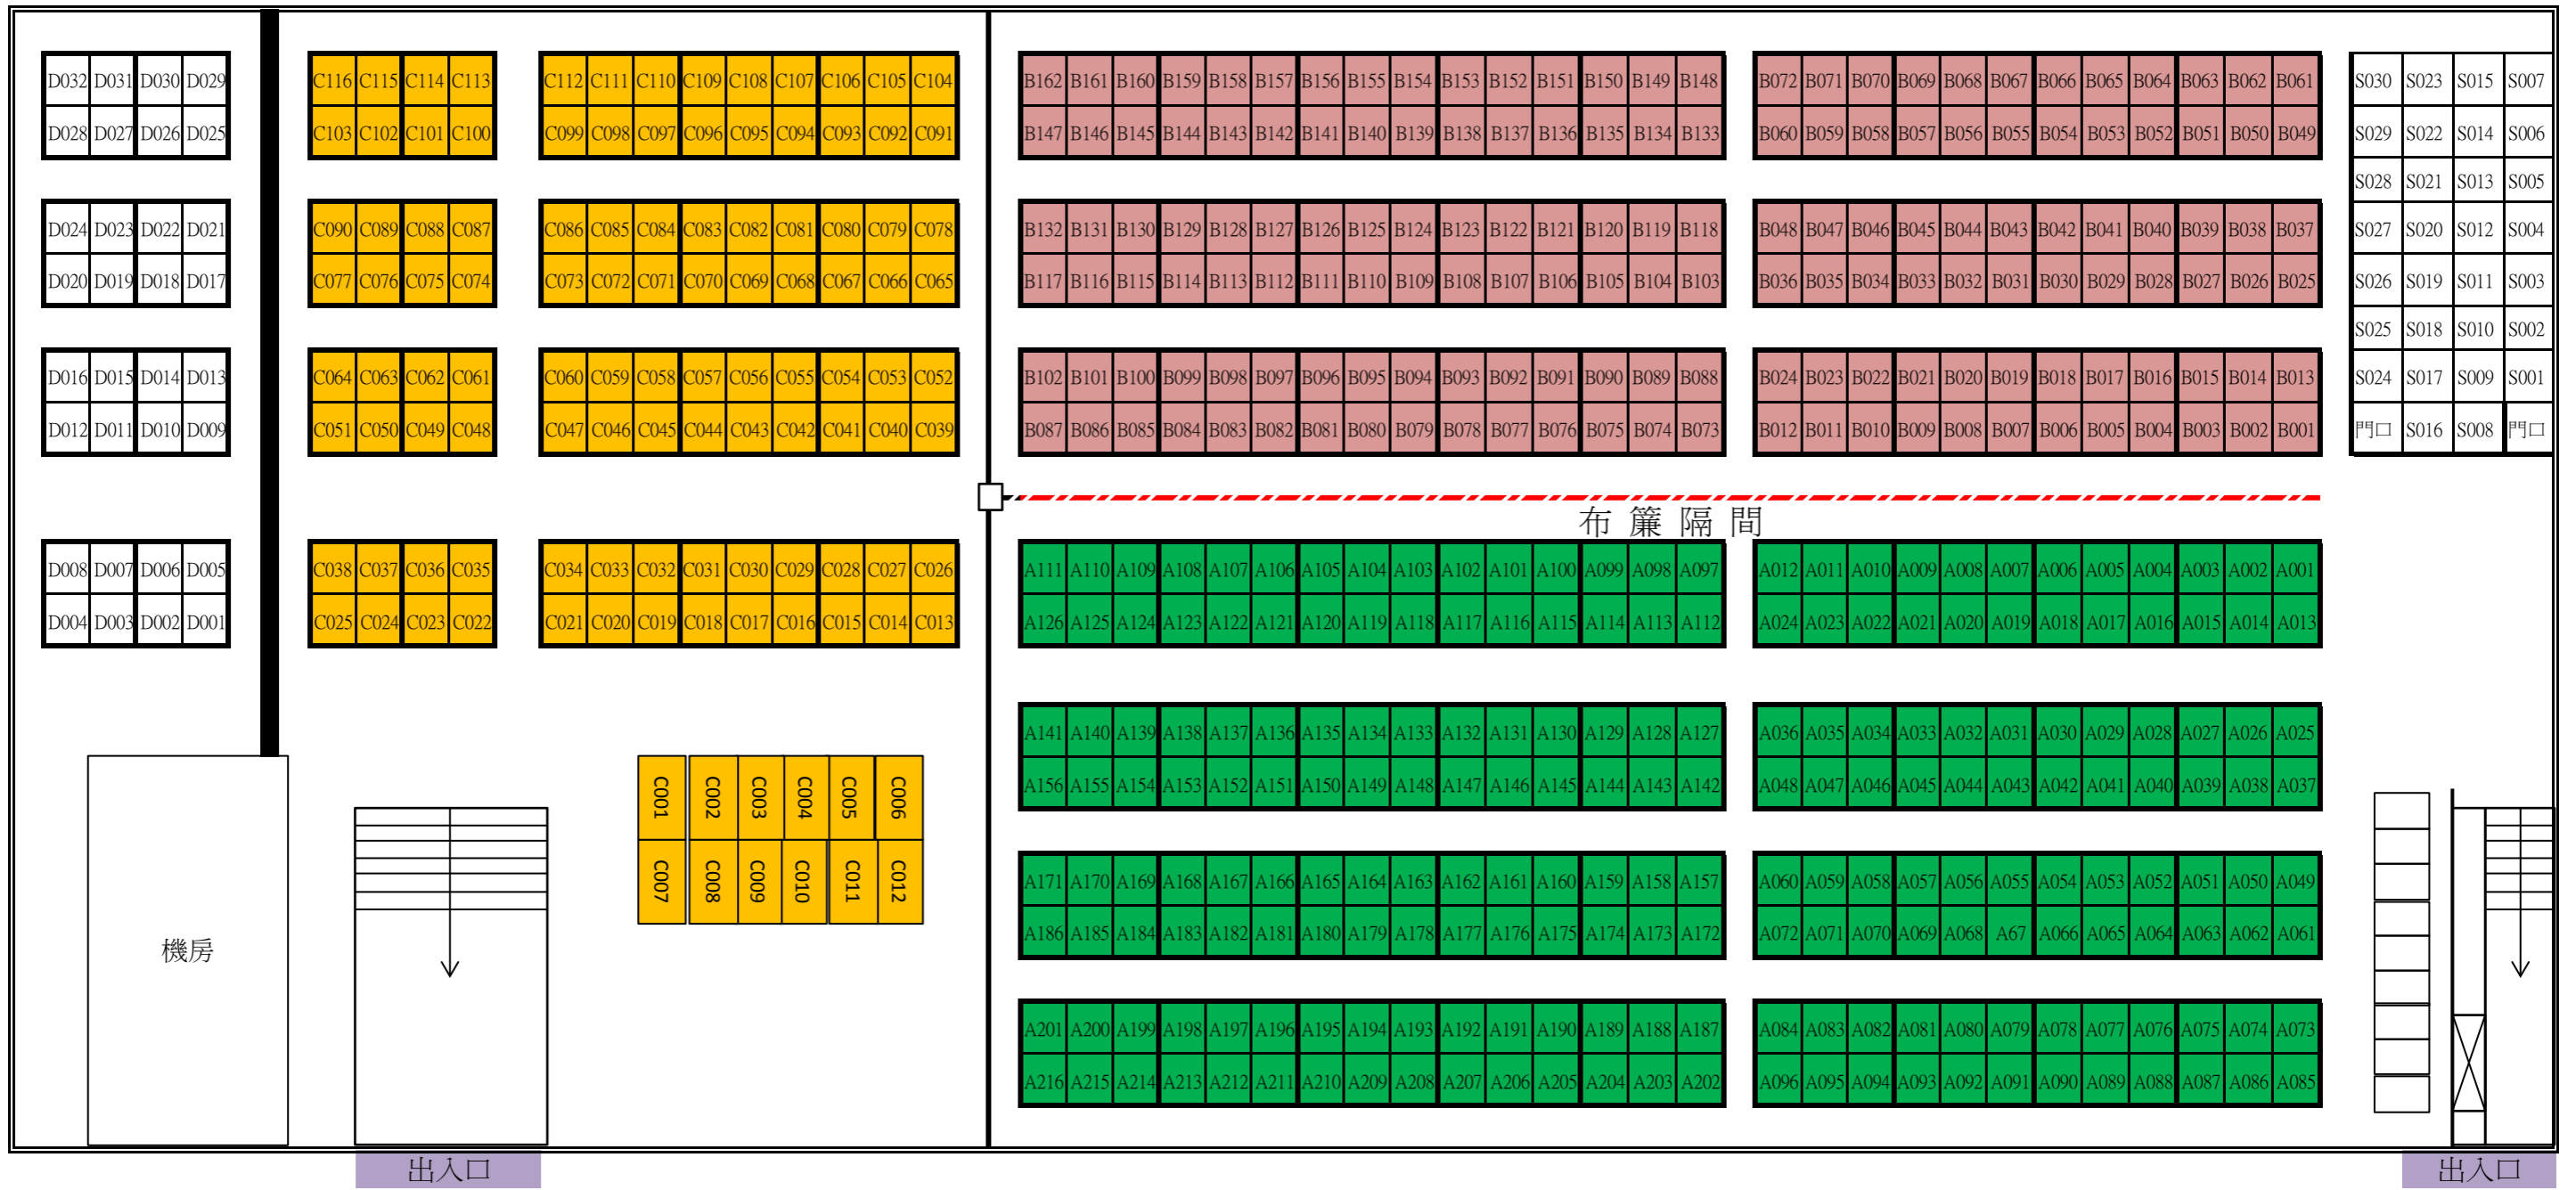 D032 D031 D030 D029 C116 C115 C114 C113 C112 C111 C110 C109 C108 C107 C106 C105 C104 B162 B161 B160 B159 B158 B157 B156 B155 B154 B153 B152 B151 B150 B149 B148 B072 B071 B070 B069 B068 B067 B066 B065 B064 B063 B062 B061 S030 S023 S015 S007
D028 D027 D026 D025 C103 C102 C101 C100 C099 C098 C097 C096 C095 C094 C093 C092 C091 B147 B146 B145 B144 B143 B142 B141 B140 B139 B138 B137 B136 B135 B134 B133 B060 B059 B058 B057 B056 B055 B054 B053 B052 B051 B050 B049 S029 S022 S014 S006
S028 S021 S013 S005
D024 D023 D022 D021 C090 C089 C088 C087 C086 C085 C084 C083 C082 C081 C080 C079 C078 B132 B131 B130 B129 B128 B127 B126 B125 B124 B123 B122 B121 B120 B119 B118 B048 B047 B046 B045 B044 B043 B042 B041 B040 B039 B038 B037 S027 S020 S012 S004
D020 D019 D018 D017 C077 C076 C075 C074 C073 C072 C071 C070 C069 C068 C067 C066 C065 B117 B116 B115 B114 B113 B112 B111 B110 B109 B108 B107 B106 B105 B104 B103 B036 B035 B034 B033 B032 B031 B030 B029 B028 B027 B026 B025 S026 S019 S011 S003
S025 S018 S010 S002
D016 D015 D014 D013 C064 C063 C062 C061 C060 C059 C058 C057 C056 C055 C054 C053 C052 B102 B101 B100 B099 B098 B097 B096 B095 B094 B093 B092 B091 B090 B089 B088 B024 B023 B022 B021 B020 B019 B018 B017 B016 B015 B014 B013 S024 S017 S009 S001
D012 D011 D010 D009 C051 C050 C049 C048 C047 C046 C045 C044 C043 C042 C041 C040 C039 B087 B086 B085 B084 B083 B082 B081 B080 B079 B078 B077 B076 B075 B074 B073 B012 B011 B010 B009 B008 B007 B006 B005 B004 B003 B002 B001 門口 S016 S008 門口
布簾隔間
D008 D007 D006 D005 C038 C037 C036 C035 C034 C033 C032 C031 C030 C029 C028 C027 C026 A111 A110 A109 A108 A107 A106 A105 A104 A103 A102 A101 A100 A099 A098 A097 A012 A011 A010 A009 A008 A007 A006 A005 A004 A003 A002 A001
D004 D003 D002 D001 C025 C024 C023 C022 C021 C020 C019 C018 C017 C016 C015 C014 C013 A126 A125 A124 A123 A122 A121 A120 A119 A118 A117 A116 A115 A114 A113 A112 A024 A023 A022 A021 A020 A019 A018 A017 A016 A015 A014 A013
A141 A140 A139 A138 A137 A136 A135 A134 A133 A132 A131 A130 A129 A128 A127 A036 A035 A034 A033 A032 A031 A030 A029 A028 A027 A026 A025
A156 A155 A154 A153 A152 A151 A150 A149 A148 A147 A146 A145 A144 A143 A142 A048 A047 A046 A045 A044 A043 A042 A041 A040 A039 A038 A037
C001 C002 C003 C004 C005 C006
C007 C008 C009 C010 C011 C012
A171 A170 A169 A168 A167 A166 A165 A164 A163 A162 A161 A160 A159 A158 A157 A060 A059 A058 A057 A056 A055 A054 A053 A052 A051 A050 A049
A186 A185 A184 A183 A182 A181 A180 A179 A178 A177 A176 A175 A174 A173 A172 A072 A071 A070 A069 A068 A67 A066 A065 A064 A063 A062 A061
機房
A201 A200 A199 A198 A197 A196 A195 A194 A193 A192 A191 A190 A189 A188 A187 A084 A083 A082 A081 A080 A079 A078 A077 A076 A075 A074 A073
A216 A215 A214 A213 A212 A211 A210 A209 A208 A207 A206 A205 A204 A203 A202 A096 A095 A094 A093 A092 A091 A090 A089 A088 A087 A086 A085
出入口 出入口